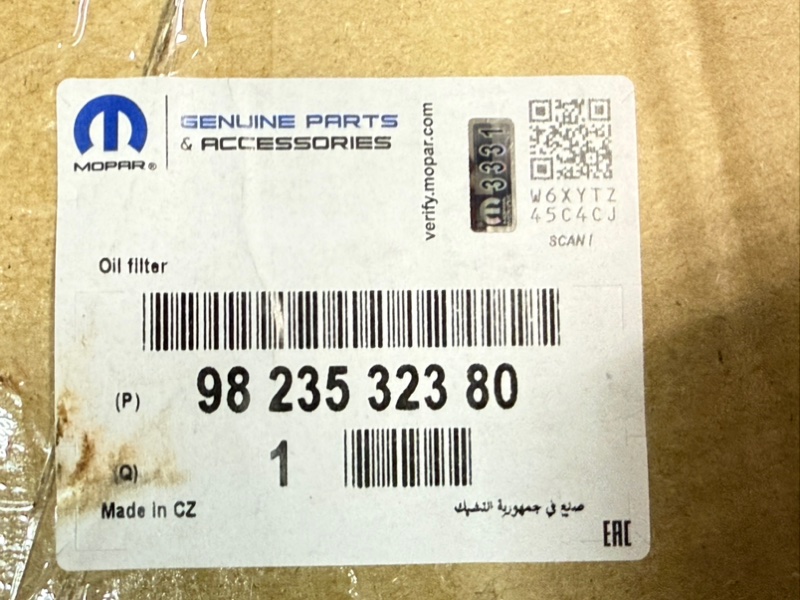 GENUINE PARTS
& ACCESSORIES
MOPAR®
verify.mopar.com
m 3331
W6XYTZ
45C4CJ
SCAN!
Oil filter
(P) 98 235 323 80
(Q) 1
Made in CZ
صنع في جمهورية التشيك
EAC